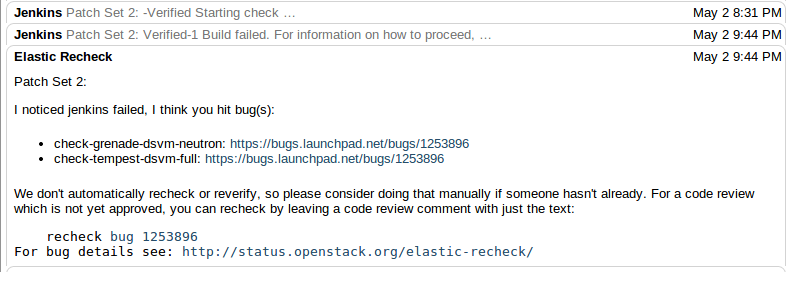 Jenkins Patch Set 2: -Verified Starting check … May 2 8:31 PM
Jenkins Patch Set 2: Verified-1 Build failed. For information on how to proceed, … May 2 9:44 PM
Elastic Recheck May 2 9:44 PM
Patch Set 2:
I noticed jenkins failed, I think you hit bug(s):
• check-grenade-dsvm-neutron: https://bugs.launchpad.net/bugs/1253896
• check-tempest-dsvm-full: https://bugs.launchpad.net/bugs/1253896
We don't automatically recheck or reverify, so please consider doing that manually if someone hasn't already. For a code review
which is not yet approved, you can recheck by leaving a code review comment with just the text:
recheck bug 1253896
For bug details see: http://status.openstack.org/elastic-recheck/